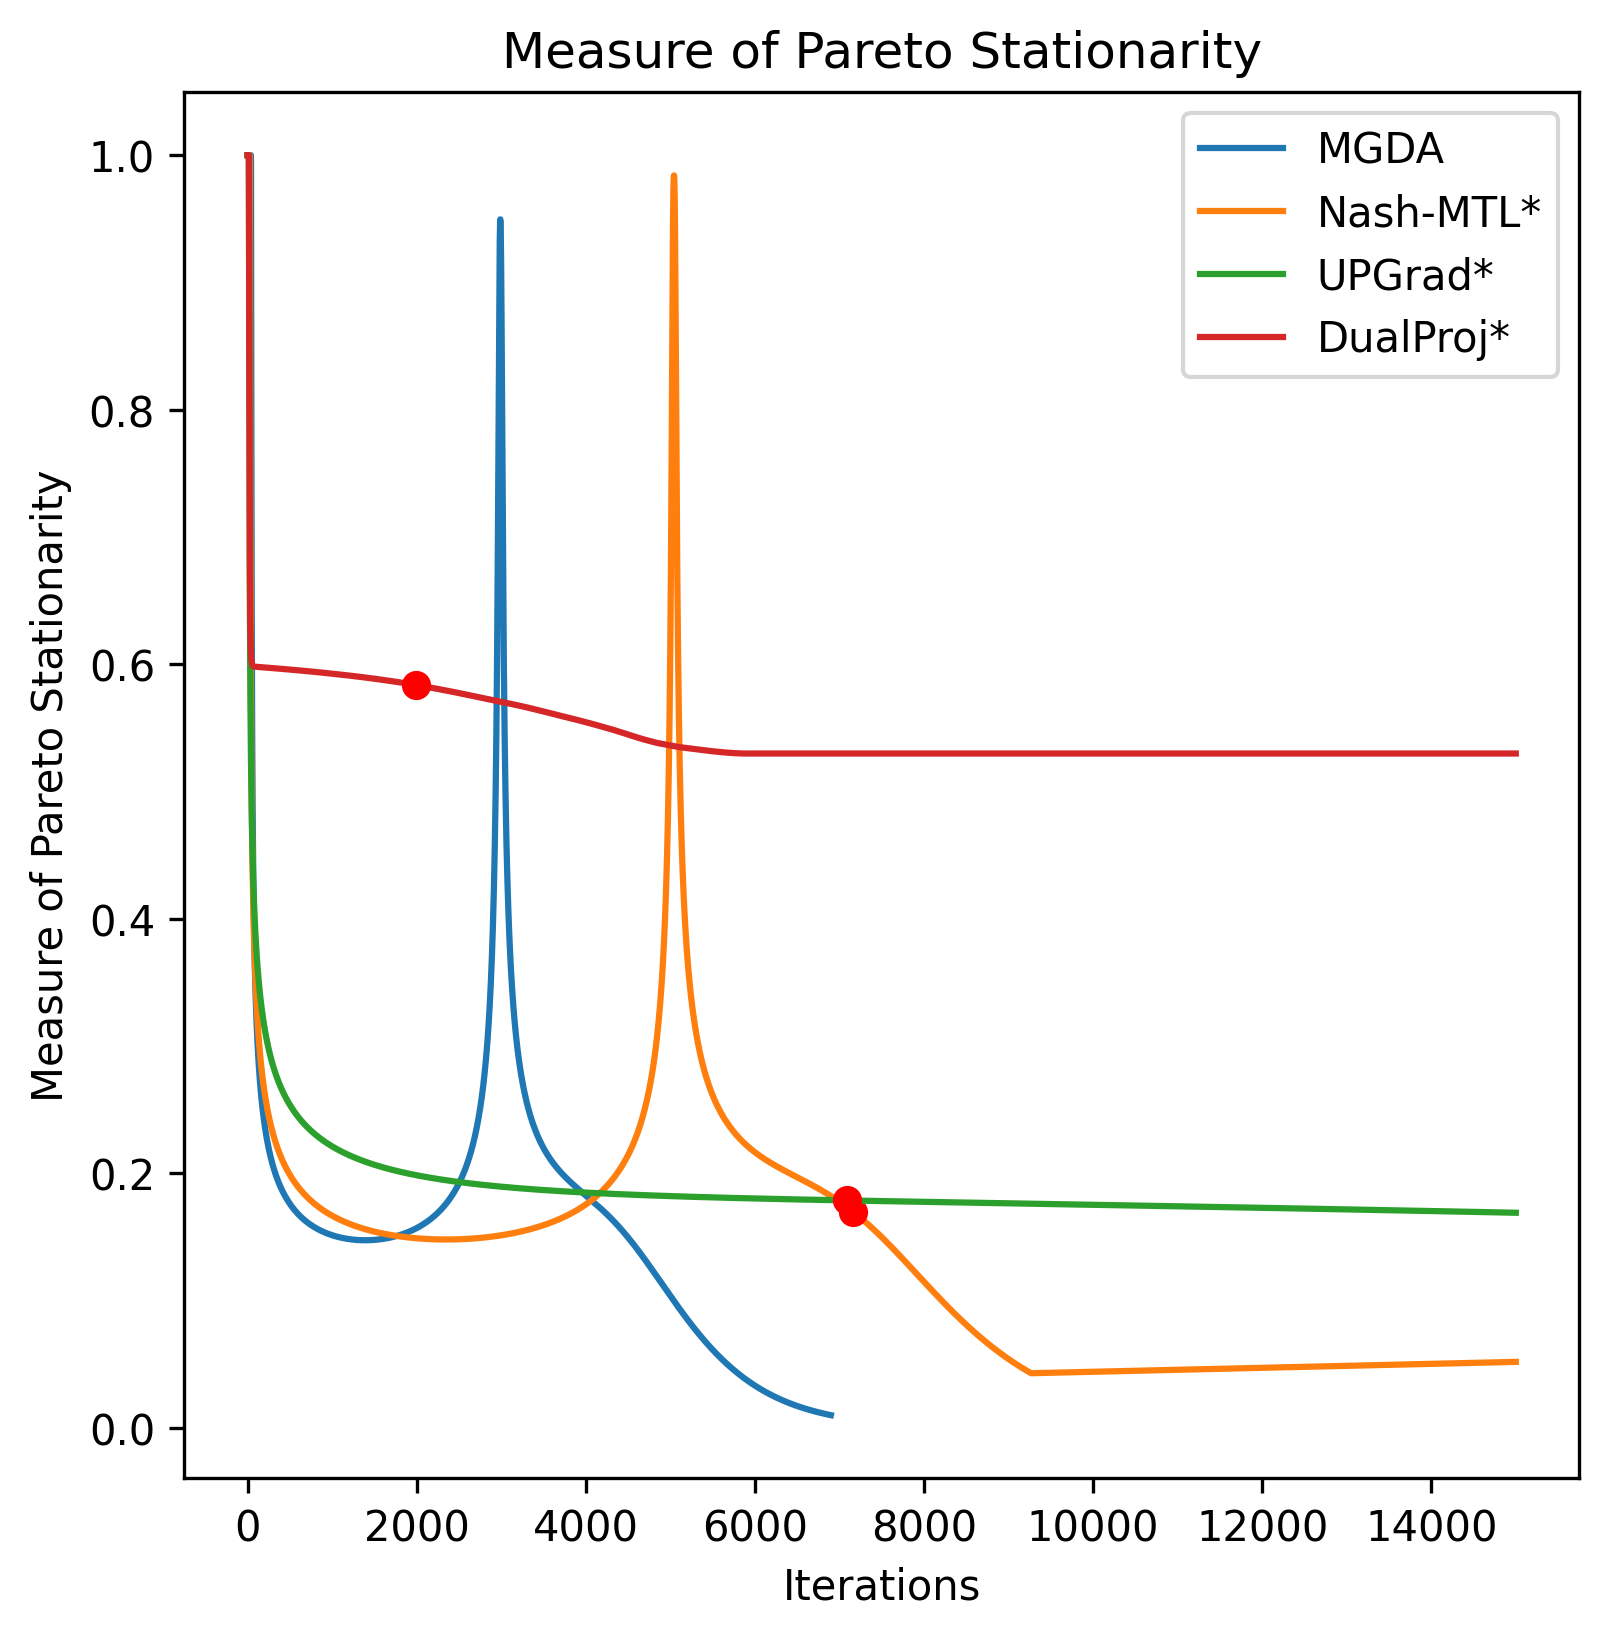 Measure of Pareto Stationarity
MGDA
Nash-MTL*
UPGrad*
DualProj*
Measure of Pareto Stationarity
1.0
0.8
0.6
0.4
0.2
0.0
0 2000 4000 6000 8000 10000 12000 14000
Iterations